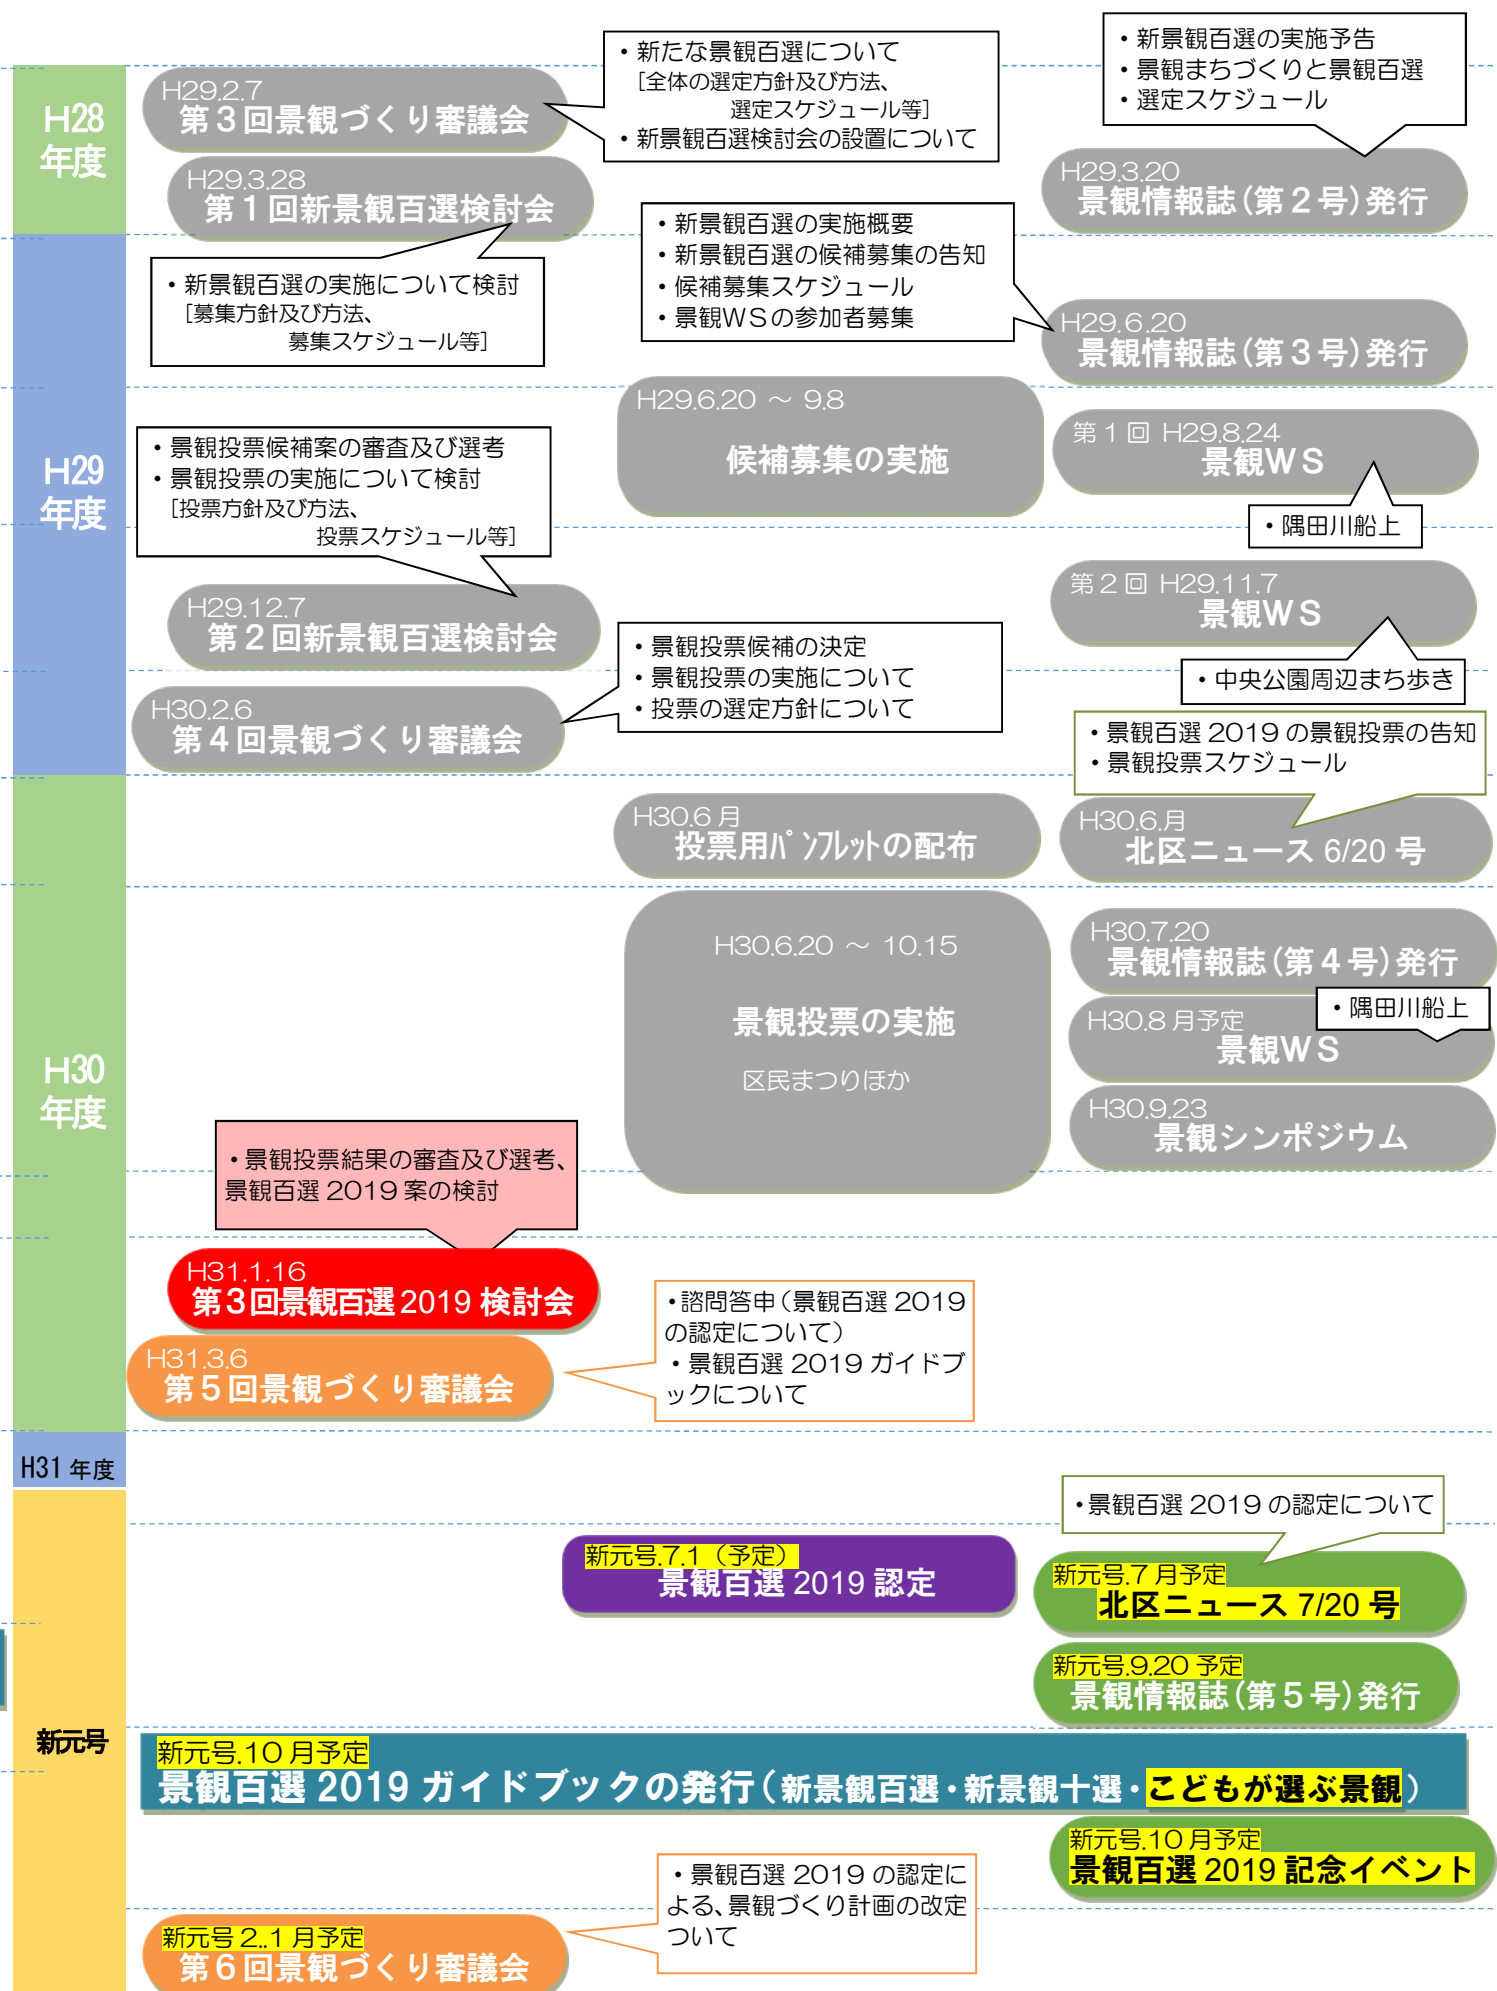 H28
年度
H29.2.7
第３回景観づくり審議会
・新たな景観百選について
［全体の選定方針及び方法、
選定スケジュール等］
・新景観百選検討会の設置について
・新景観百選の実施予告
・景観まちづくりと景観百選
・選定スケジュール
H29.3.28
第１回新景観百選検討会
H29.3.20
景観情報誌（第２号）発行
H29
年度
・新景観百選の実施について検討
［募集方針及び方法、
募集スケジュール等］
・新景観百選の実施概要
・新景観百選の候補募集の告知
・候補募集スケジュール
・景観ＷＳの参加者募集
H29.6.20
景観情報誌（第３号）発行
H29.6.20 ～ 9.8
候補募集の実施
第１回 H29.8.24
景観ＷＳ
・隅田川船上
・景観投票候補案の審査及び選考
・景観投票の実施について検討
［投票方針及び方法、
投票スケジュール等］
H29.12.7
第２回新景観百選検討会
第２回 H29.11.7
景観ＷＳ
・中央公園周辺まち歩き
H30.2.6
第４回景観づくり審議会
・景観投票候補の決定
・景観投票の実施について
・投票の選定方針について
・景観百選 2019 の景観投票の告知
・景観投票スケジュール
H30
年度
H30.6 月
投票用ﾊﾟﾝﾌﾚｯﾄの配布
H30.6.月
北区ニュース 6/20 号
H30.6.20 ～ 10.15
景観投票の実施
区民まつりほか
H30.7.20
景観情報誌（第４号）発行
H30.8 月予定
景観ＷＳ
・隅田川船上
H30.9.23
景観シンポジウム
・景観投票結果の審査及び選考、
景観百選 2019 案の検討
H31.1.16
第３回景観百選 2019 検討会
H31.3.6
第５回景観づくり審議会
・諮問答申（景観百選 2019
の認定について）
・景観百選 2019 ガイドブ
ックについて
H31 年度
新元号
・景観百選 2019 の認定について
新元号.7.1（予定）
景観百選 2019 認定
新元号.7 月予定
北区ニュース 7/20 号
新元号.9.20 予定
景観情報誌（第５号）発行
新元号.10 月予定
景観百選 2019 ガイドブックの発行（新景観百選・新景観十選・こどもが選ぶ景観）
新元号.10 月予定
景観百選 2019 記念イベント
・景観百選 2019 の認定に
よる、景観づくり計画の改定
ついて
新元号 2..1 月予定
第６回景観づくり審議会